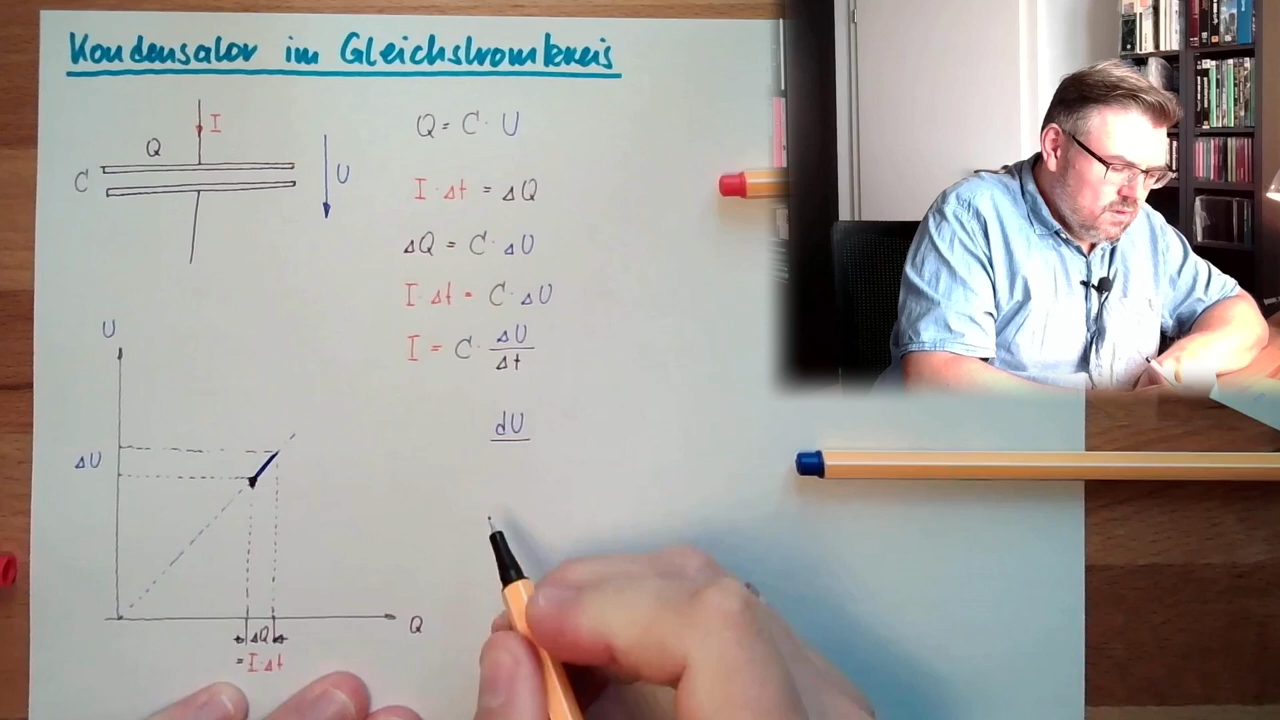 Kondensator im Gleichstromkreis
I
Q
C
U
Q = C · U
I · Δt = ΔQ
ΔQ = C · ΔU
I · Δt = C · ΔU
I = C · ΔU
Δt
dU
U
ΔU
Q
ΔQ
= I · Δt